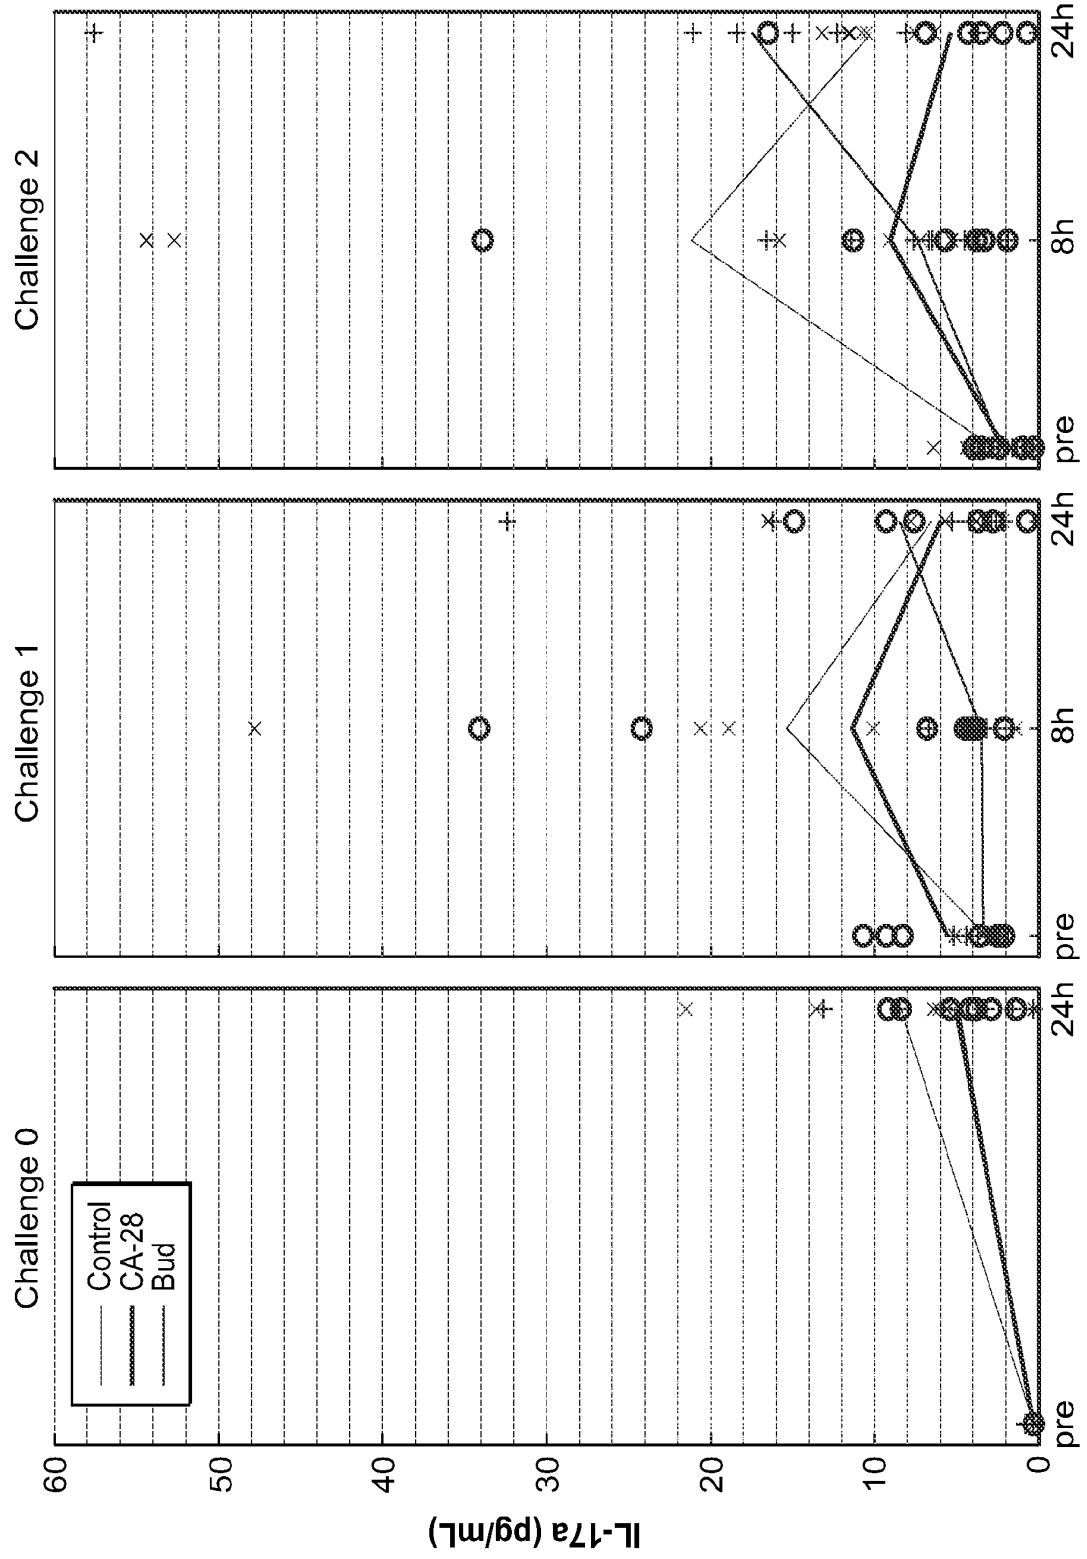 Challenge 0
Challenge 1
Challenge 2
Control
CA-28
Bud
IL-17a (pg/mL)
60
50
40
30
20
10
0
pre
24h
pre
8h
24h
pre
8h
24h